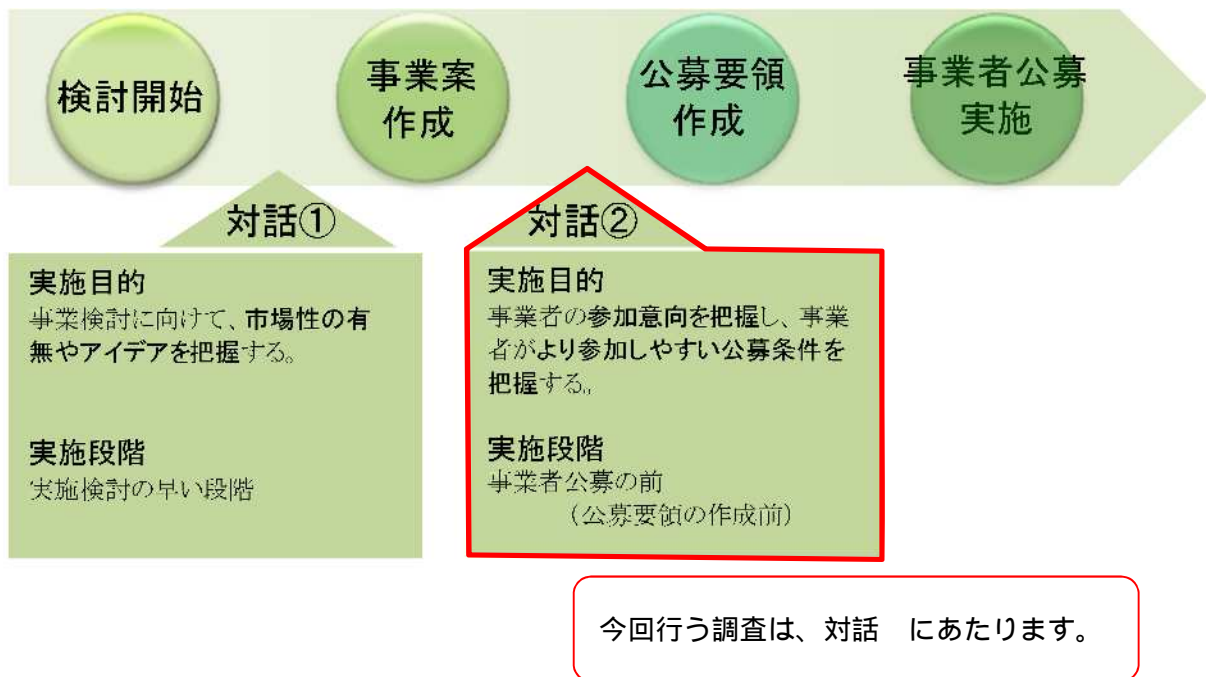 検討開始
事業案
作成
公募要領
作成
事業者公募
実施
対話①
実施目的
事業検討に向けて、市場性の有
無やアイデアを把握する。
実施段階
実施検討の早い段階
対話②
実施目的
事業者の参加意向を把握し、事業
者がより参加しやすい公募条件を
把握する。
実施段階
事業者公募の前
（公募要領の作成前）
今回行う調査は、対話　にあたります。